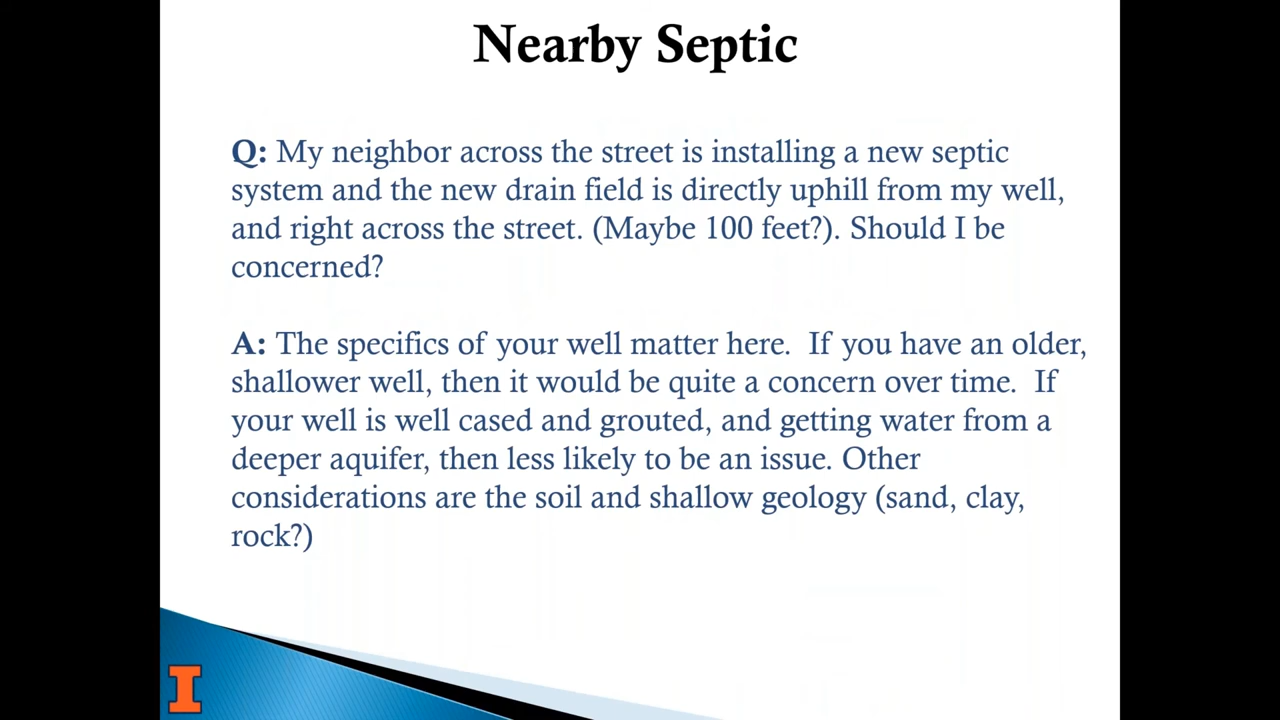 Nearby Septic
Q: My neighbor across the street is installing a new septic
system and the new drain field is directly uphill from my well,
and right across the street. (Maybe 100 feet?). Should I be
concerned?
A: The specifics of your well matter here.  If you have an older,
shallower well, then it would be quite a concern over time.  If
your well is well cased and grouted, and getting water from a
deeper aquifer, then less likely to be an issue. Other
considerations are the soil and shallow geology (sand, clay,
rock?)
I